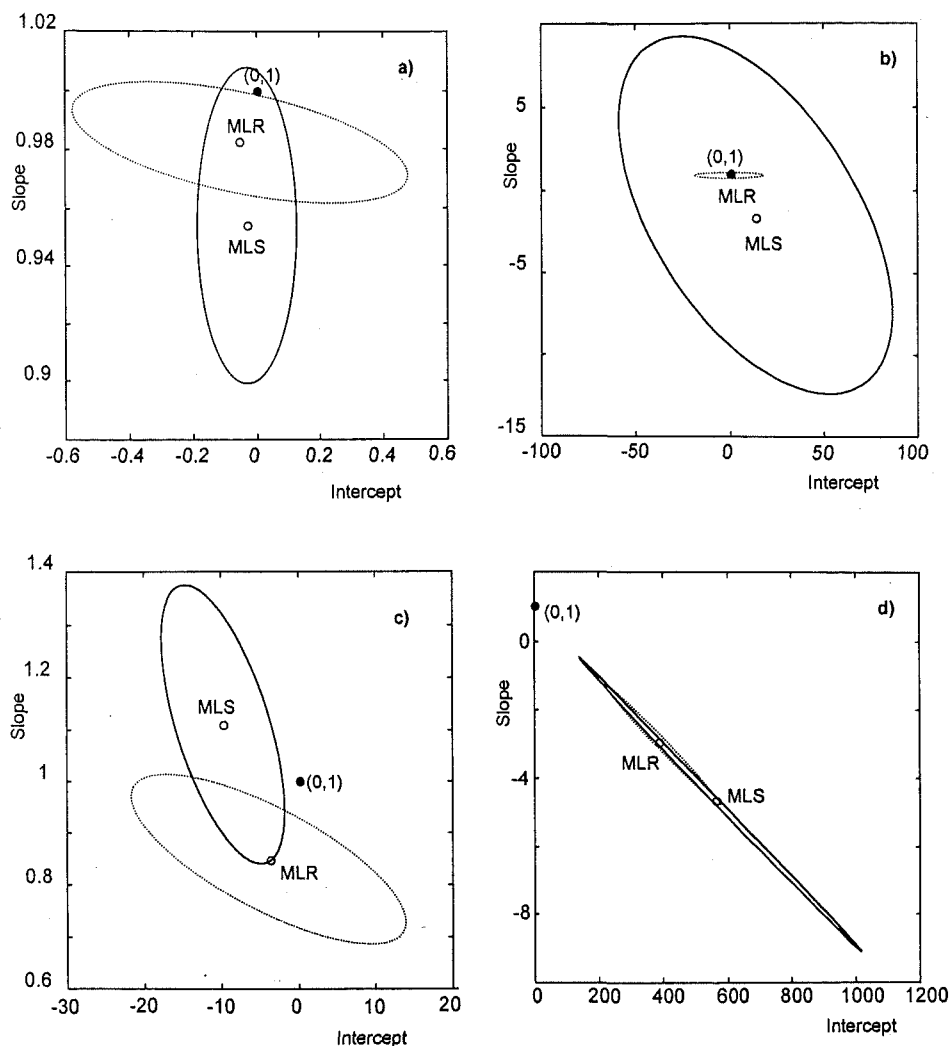 a)
1.02
0.98
0.94
0.9
Slope
(0,1)
MLR
MLS
-0.6 -0.4 -0.2 0 0.2 0.4 0.6
Intercept
b)
5
-5
-15
Slope
(0,1)
MLR
MLS
-100 -50 0 50 100
Intercept
c)
1.4
1.2
1
0.8
0.6
Slope
MLS
(0,1)
MLR
-30 -20 -10 0 10 20
Intercept
d)
0
-4
-8
Slope
(0,1)
MLR
MLS
0 200 400 600 800 1000 1200
Intercept